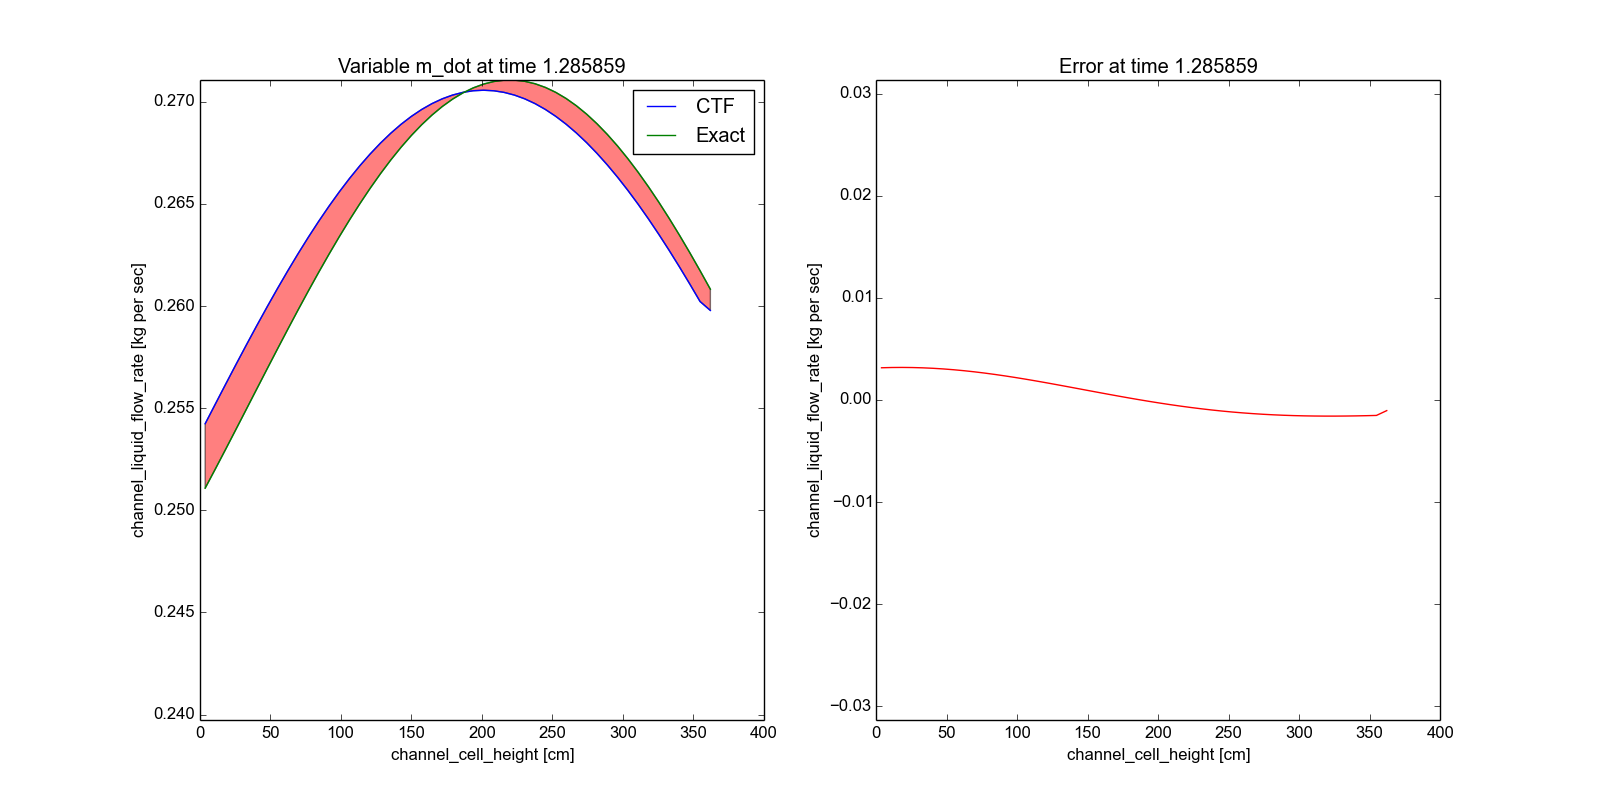 Variable m_dot at time 1.285859
0.270
0.265
0.260
0.255
0.250
0.245
0.240
channel_liquid_flow_rate [kg per sec]
CTF
Exact
0 50 100 150 200 250 300 350 400
channel_cell_height [cm]
Error at time 1.285859
0.03
0.02
0.01
0.00
−0.01
−0.02
−0.03
channel_liquid_flow_rate [kg per sec]
0 50 100 150 200 250 300 350 400
channel_cell_height [cm]